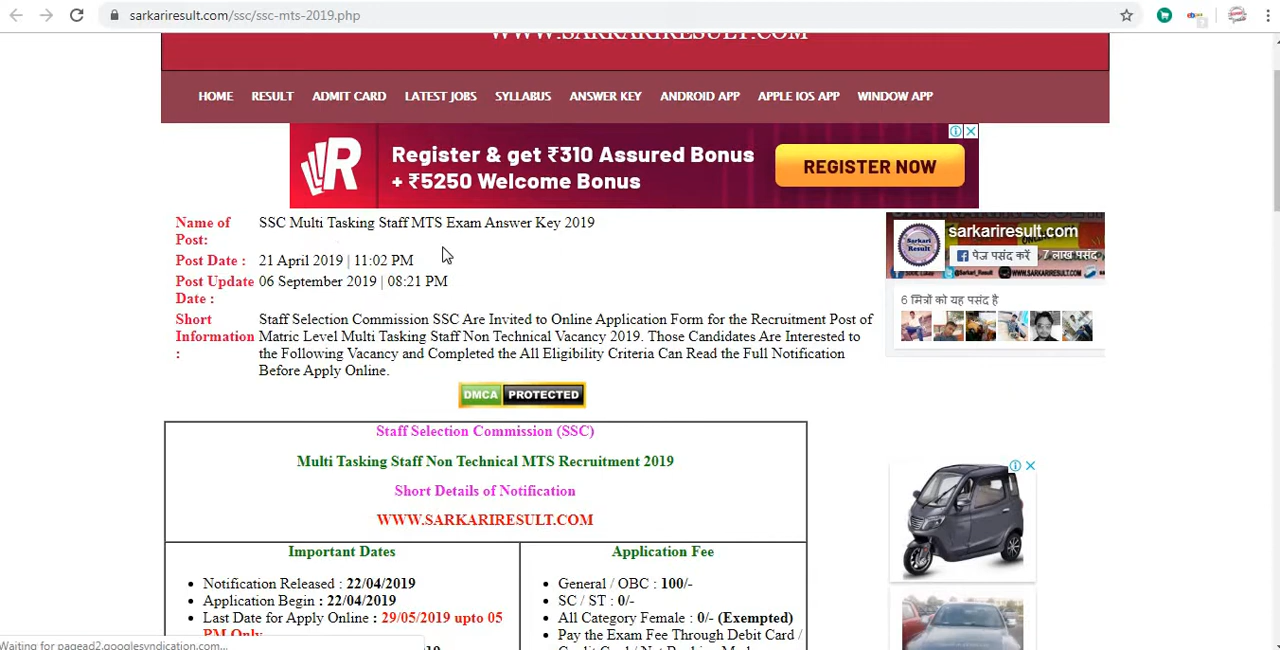 sarkariresult.com/ssc/ssc-mts-2019.php
WWW.SARKARIRESULT.COM
HOME RESULT ADMIT CARD LATEST JOBS SYLLABUS ANSWER KEY ANDROID APP APPLE IOS APP WINDOW APP
R Register & get ₹310 Assured Bonus
+ ₹5250 Welcome Bonus
REGISTER NOW
Name of Post: SSC Multi Tasking Staff MTS Exam Answer Key 2019
Post Date : 21 April 2019 | 11:02 PM
Post Update Date : 06 September 2019 | 08:21 PM
Short Information : Staff Selection Commission SSC Are Invited to Online Application Form for the Recruitment Post of
Matric Level Multi Tasking Staff Non Technical Vacancy 2019. Those Candidates Are Interested to
the Following Vacancy and Completed the All Eligibility Criteria Can Read the Full Notification
Before Apply Online.
DMCA PROTECTED
sarkariresult.com
पेज पसंद करें 7 लाख पसंद
6 मित्रों को यह पसंद है
Staff Selection Commission (SSC)
Multi Tasking Staff Non Technical MTS Recruitment 2019
Short Details of Notification
WWW.SARKARIRESULT.COM
Important Dates
Notification Released : 22/04/2019
Application Begin : 22/04/2019
Last Date for Apply Online : 29/05/2019 upto 05
PM Only
Application Fee
General / OBC : 100/-
SC / ST : 0/-
All Category Female : 0/- (Exempted)
Pay the Exam Fee Through Debit Card /
Waiting for pagead2.googlesyndication.com...